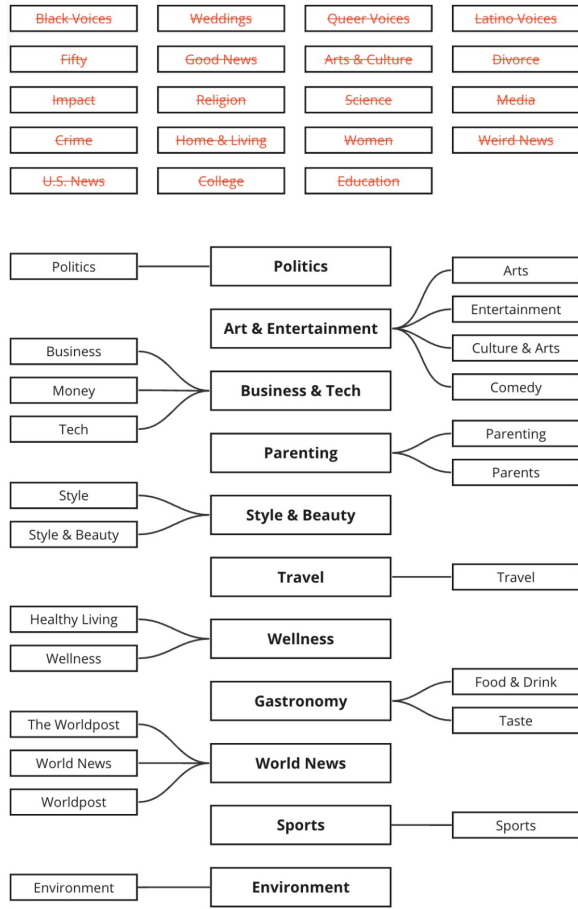 Black Voices
Weddings
Queer Voices
Latino Voices
Fifty
Good News
Arts & Culture
Divorce
Impact
Religion
Science
Media
Crime
Home & Living
Women
Weird News
U.S. News
College
Education
Politics
Politics
Arts
Art & Entertainment
Entertainment
Business
Culture & Arts
Money
Business & Tech
Comedy
Tech
Parenting
Parenting
Parents
Style
Style & Beauty
Style & Beauty
Travel
Travel
Healthy Living
Wellness
Wellness
Food & Drink
Gastronomy
Taste
The Worldpost
World News
World News
Worldpost
Sports
Sports
Environment
Environment